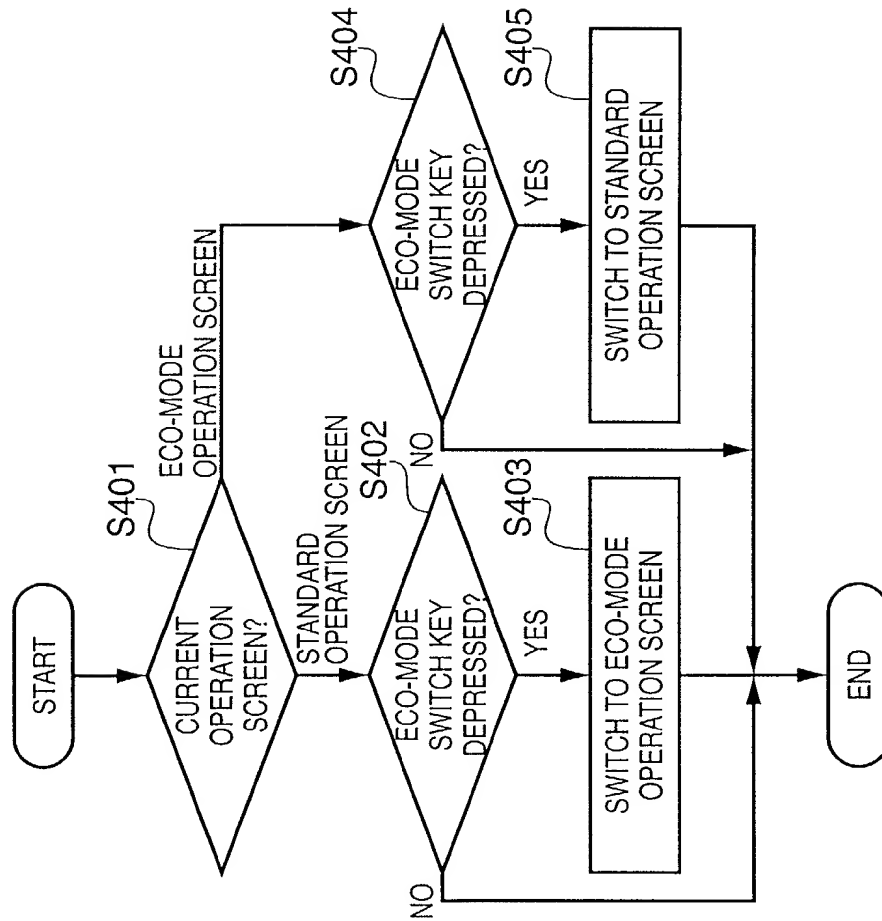 START
S401
CURRENT
OPERATION
SCREEN?
ECO-MODE
OPERATION SCREEN
STANDARD
OPERATION SCREEN
S402
ECO-MODE
SWITCH KEY
DEPRESSED?
NO
YES
S403
SWITCH TO ECO-MODE
OPERATION SCREEN
S404
ECO-MODE
SWITCH KEY
DEPRESSED?
NO
YES
S405
SWITCH TO STANDARD
OPERATION SCREEN
END